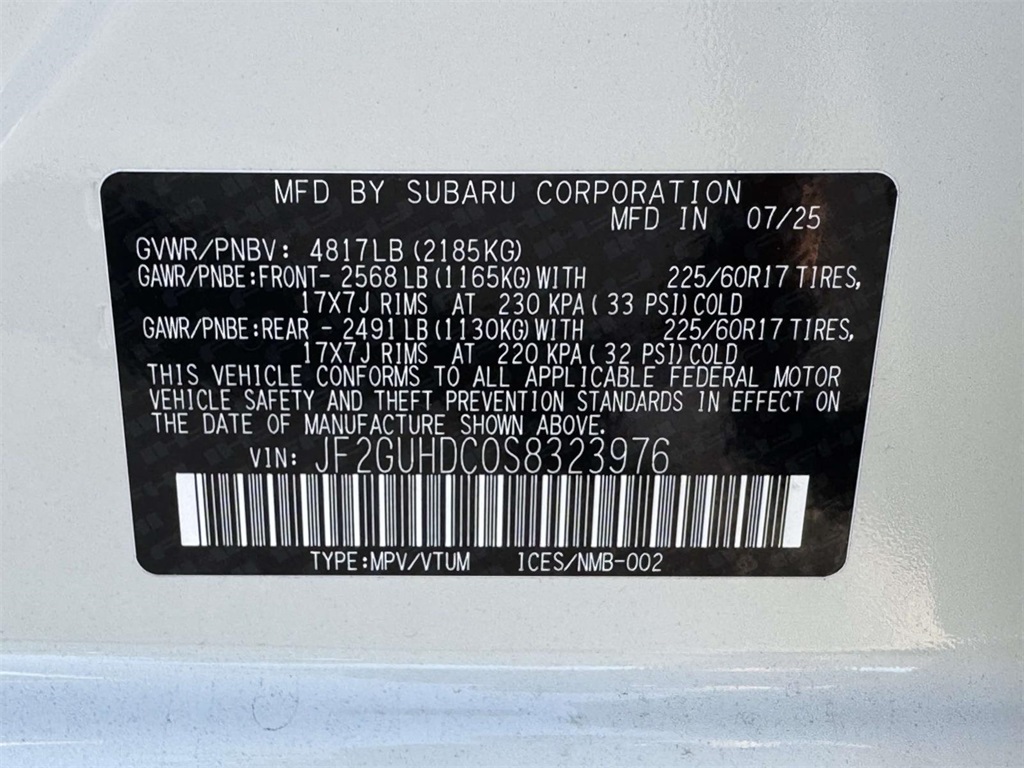 MFD BY SUBARU CORPORATION
MFD IN 07/25
GVWR/PNBV: 4817LB (2185KG)
GAWR/PNBE:FRONT- 2568 LB (1165KG) WITH 225/60R17 TIRES,
17X7J RIMS AT 230 KPA ( 33 PSI) COLD
GAWR/PNBE:REAR - 2491 LB (1130KG) WITH 225/60R17 TIRES,
17X7J RIMS AT 220 KPA ( 32 PSI) COLD
THIS VEHICLE CONFORMS TO ALL APPLICABLE FEDERAL MOTOR
VEHICLE SAFETY AND THEFT PREVENTION STANDARDS IN EFFECT ON
THE DATE OF MANUFACTURE SHOWN ABOVE.
VIN: JF2GUHDC0S8323976
TYPE:MPV/VTUM ICES/NMB-002